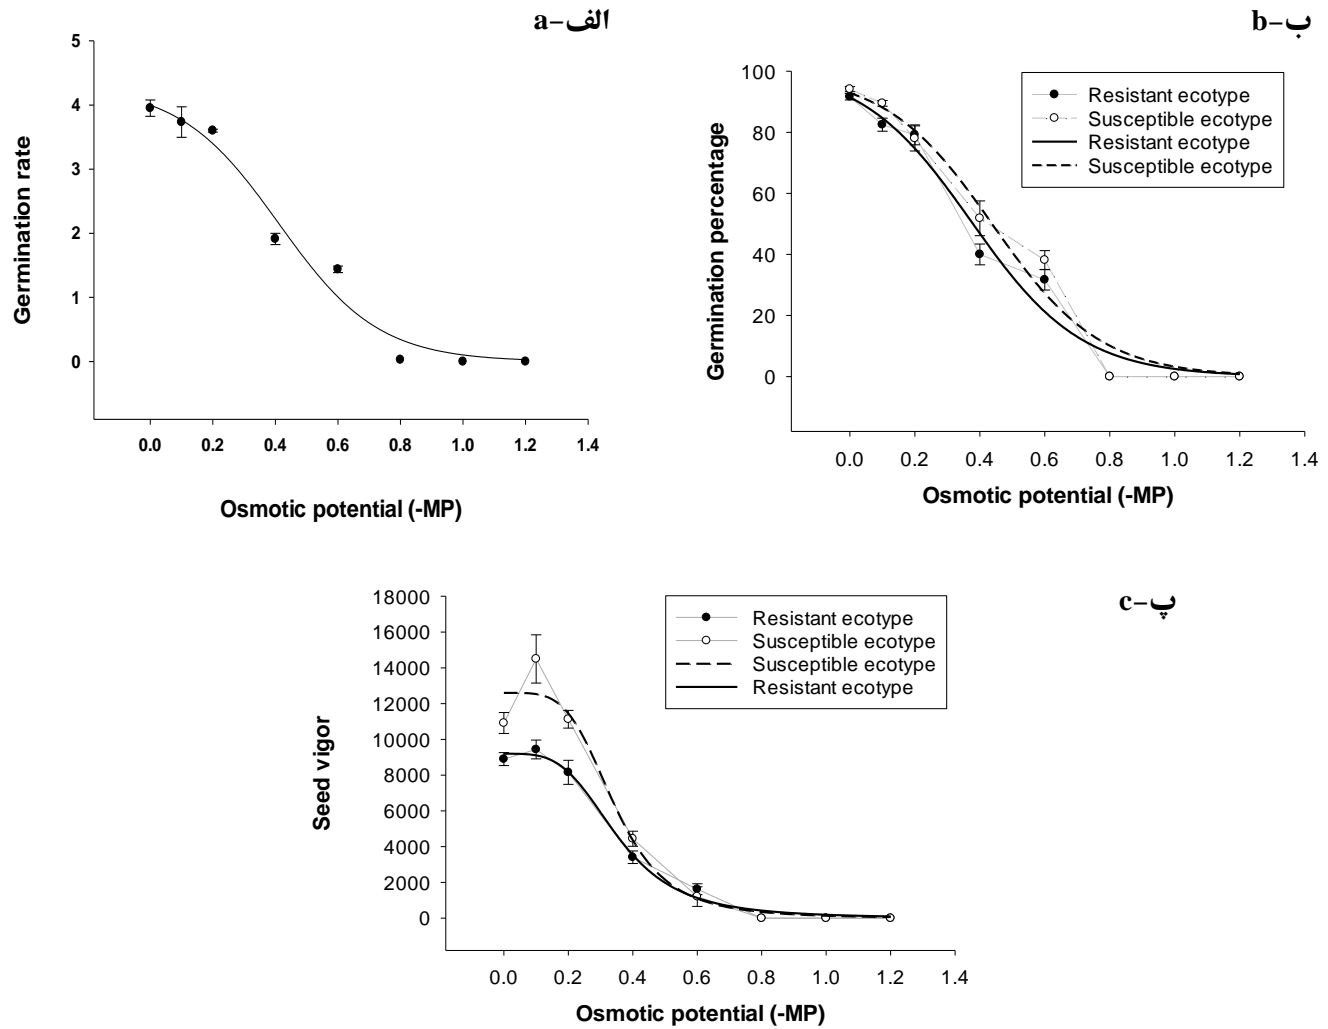 a-الف
5
4
3
2
1
0
Germination rate
0.0 0.2 0.4 0.6 0.8 1.0 1.2 1.4
Osmotic potential (-MP)
b-ب
100
80
60
40
20
0
Germination percentage
Resistant ecotype
Susceptible ecotype
Resistant ecotype
Susceptible ecotype
0.0 0.2 0.4 0.6 0.8 1.0 1.2 1.4
Osmotic potential (-MP)
c-پ
18000
16000
14000
12000
10000
8000
6000
4000
2000
0
Seed vigor
Resistant ecotype
Susceptible ecotype
Susceptible ecotype
Resistant ecotype
0.0 0.2 0.4 0.6 0.8 1.0 1.2 1.4
Osmotic potential (-MP)